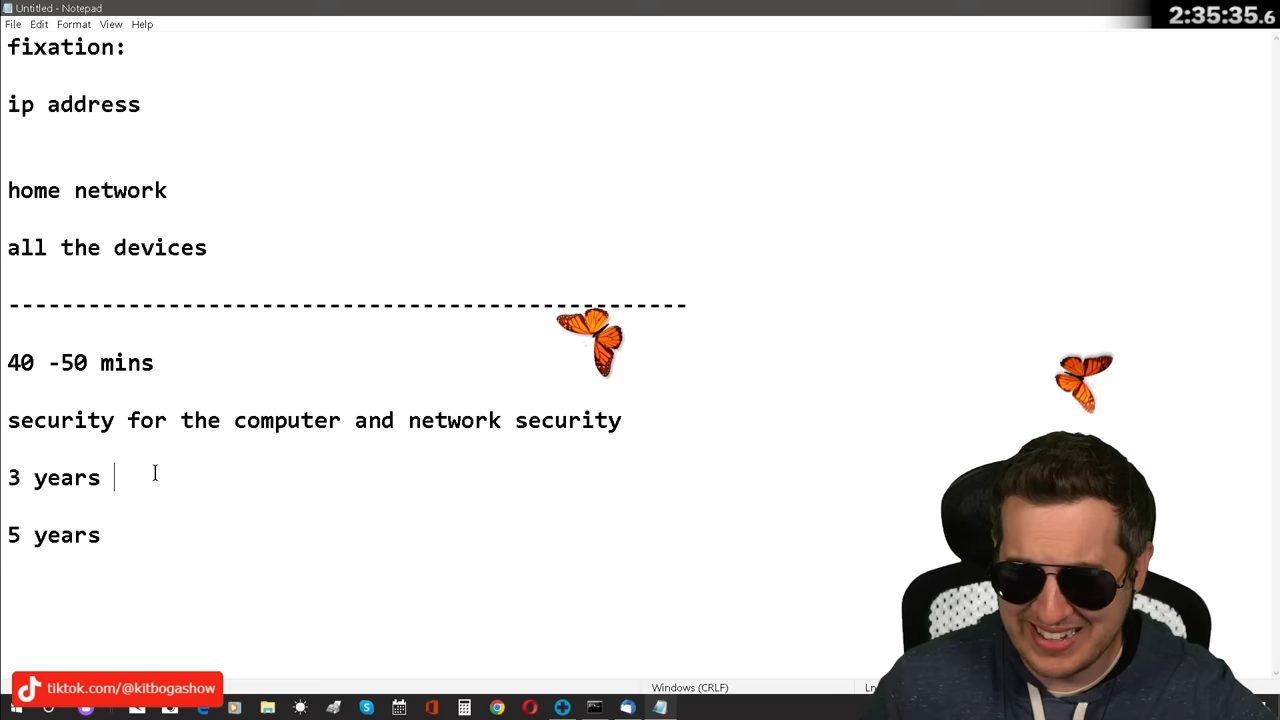 Untitled - Notepad
2:35:35.6
File Edit Format View Help
fixation:
ip address
home network
all the devices
----------------------------------------------------
40 -50 mins
security for the computer and network security
3 years
5 years
tiktok.com/@kitbogashow
Windows (CRLF)
Ln